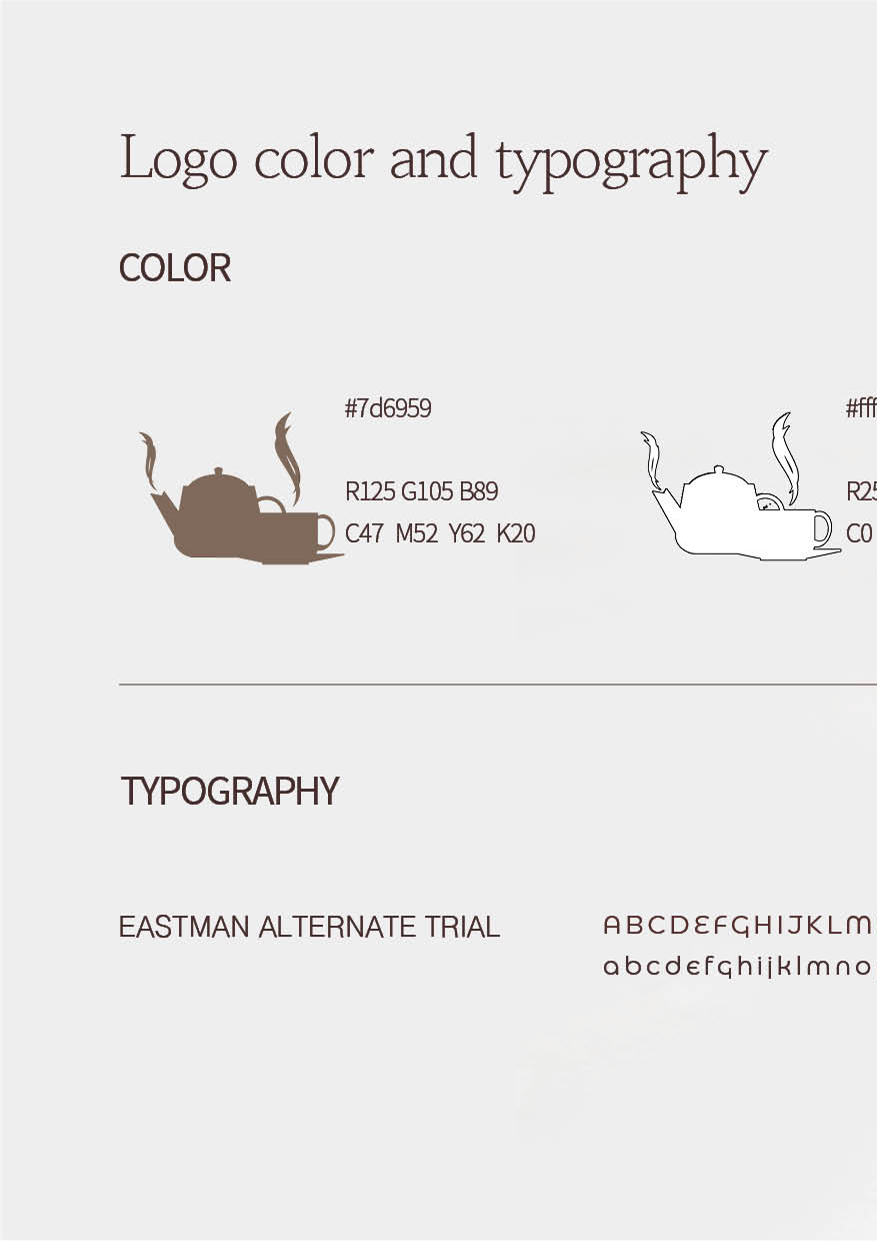 Logo color and typography
COLOR
#7d6959
R125 G105 B89
C47 M52 Y62 K20
#fff
R25
C0
TYPOGRAPHY
EASTMAN ALTERNATE TRIAL
ABCDEFGHIJKLM
abcdefghijklmno